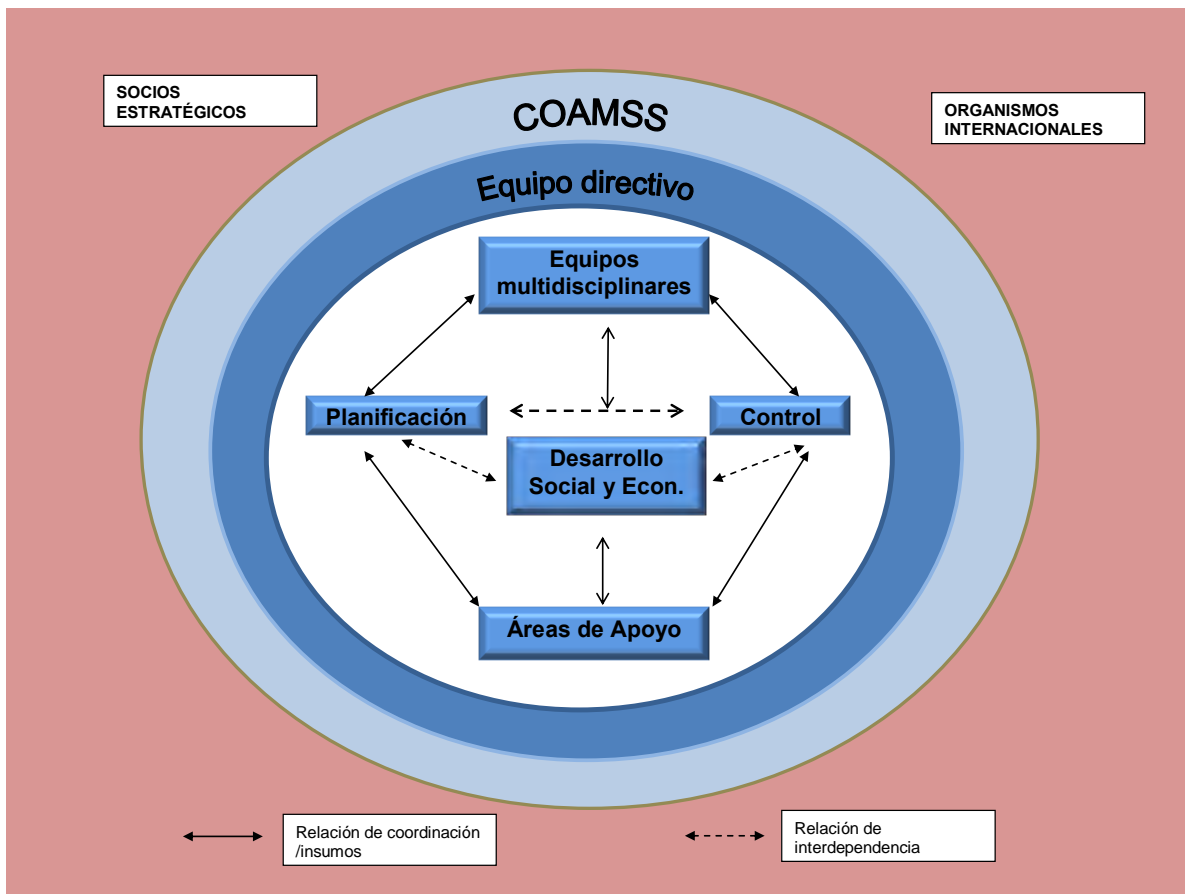 SOCIOS
ESTRATÉGICOS
ORGANISMOS
INTERNACIONALES
COAMSS
Equipo directivo
Equipos
multidisciplinares
Planificación
Control
Desarrollo
Social y Econ.
Áreas de Apoyo
Relación de coordinación
/insumos
Relación de
interdependencia